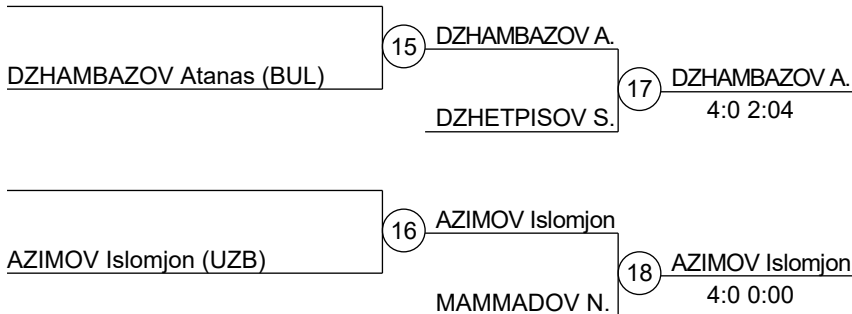 15
DZHAMBAZOV A.
DZHAMBAZOV Atanas (BUL)
17
DZHAMBAZOV A.
4:0 2:04
DZHETPISOV S.
16
AZIMOV Islomjon
AZIMOV Islomjon (UZB)
18
AZIMOV Islomjon
4:0 0:00
MAMMADOV N.